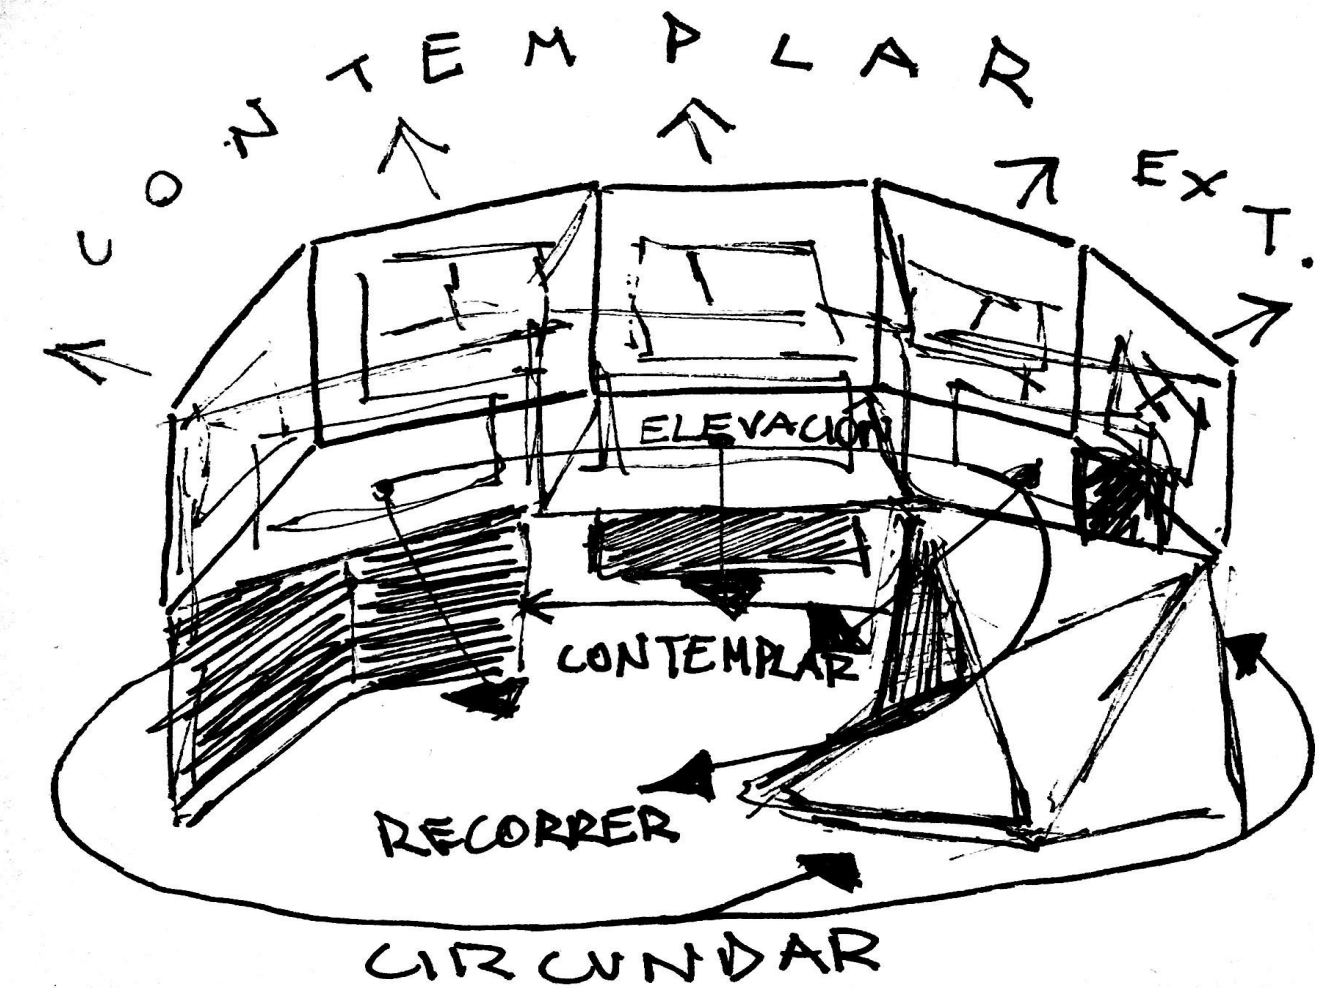 CONTEMPLAR EXT.
ELEVACIÓN
CONTEMPLAR
RECORRER
CIRCUNDAR